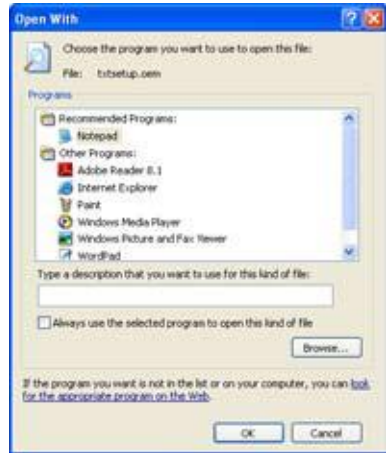 Open With
Choose the program you want to use to open this file:
File: txtsetup.oem
Programs
Recommended Programs:
Notepad
Other Programs:
Adobe Reader 8.1
Internet Explorer
Paint
Windows Media Player
Windows Picture and Fax Viewer
WordPad
Type a description that you want to use for this kind of file:
Always use the selected program to open this kind of file
Browse...
If the program you want is not in the list or on your computer, you can look
for the appropriate program on the Web.
OK
Cancel